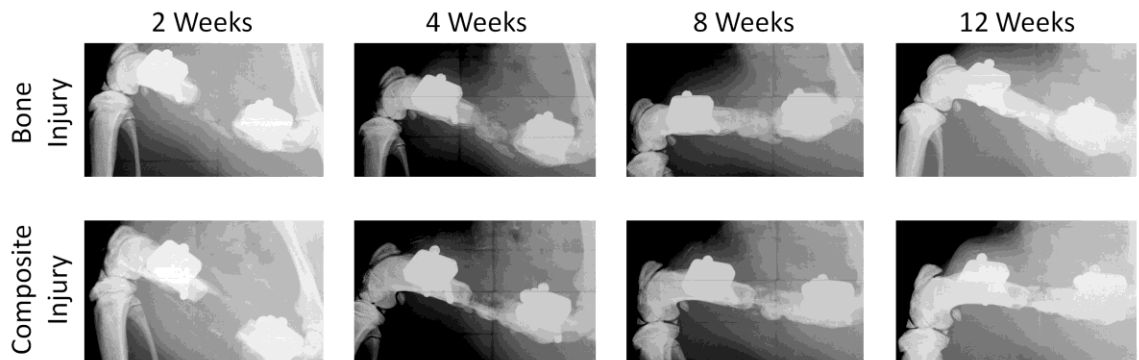 2 Weeks
4 Weeks
8 Weeks
12 Weeks
Bone
Injury
Composite
Injury